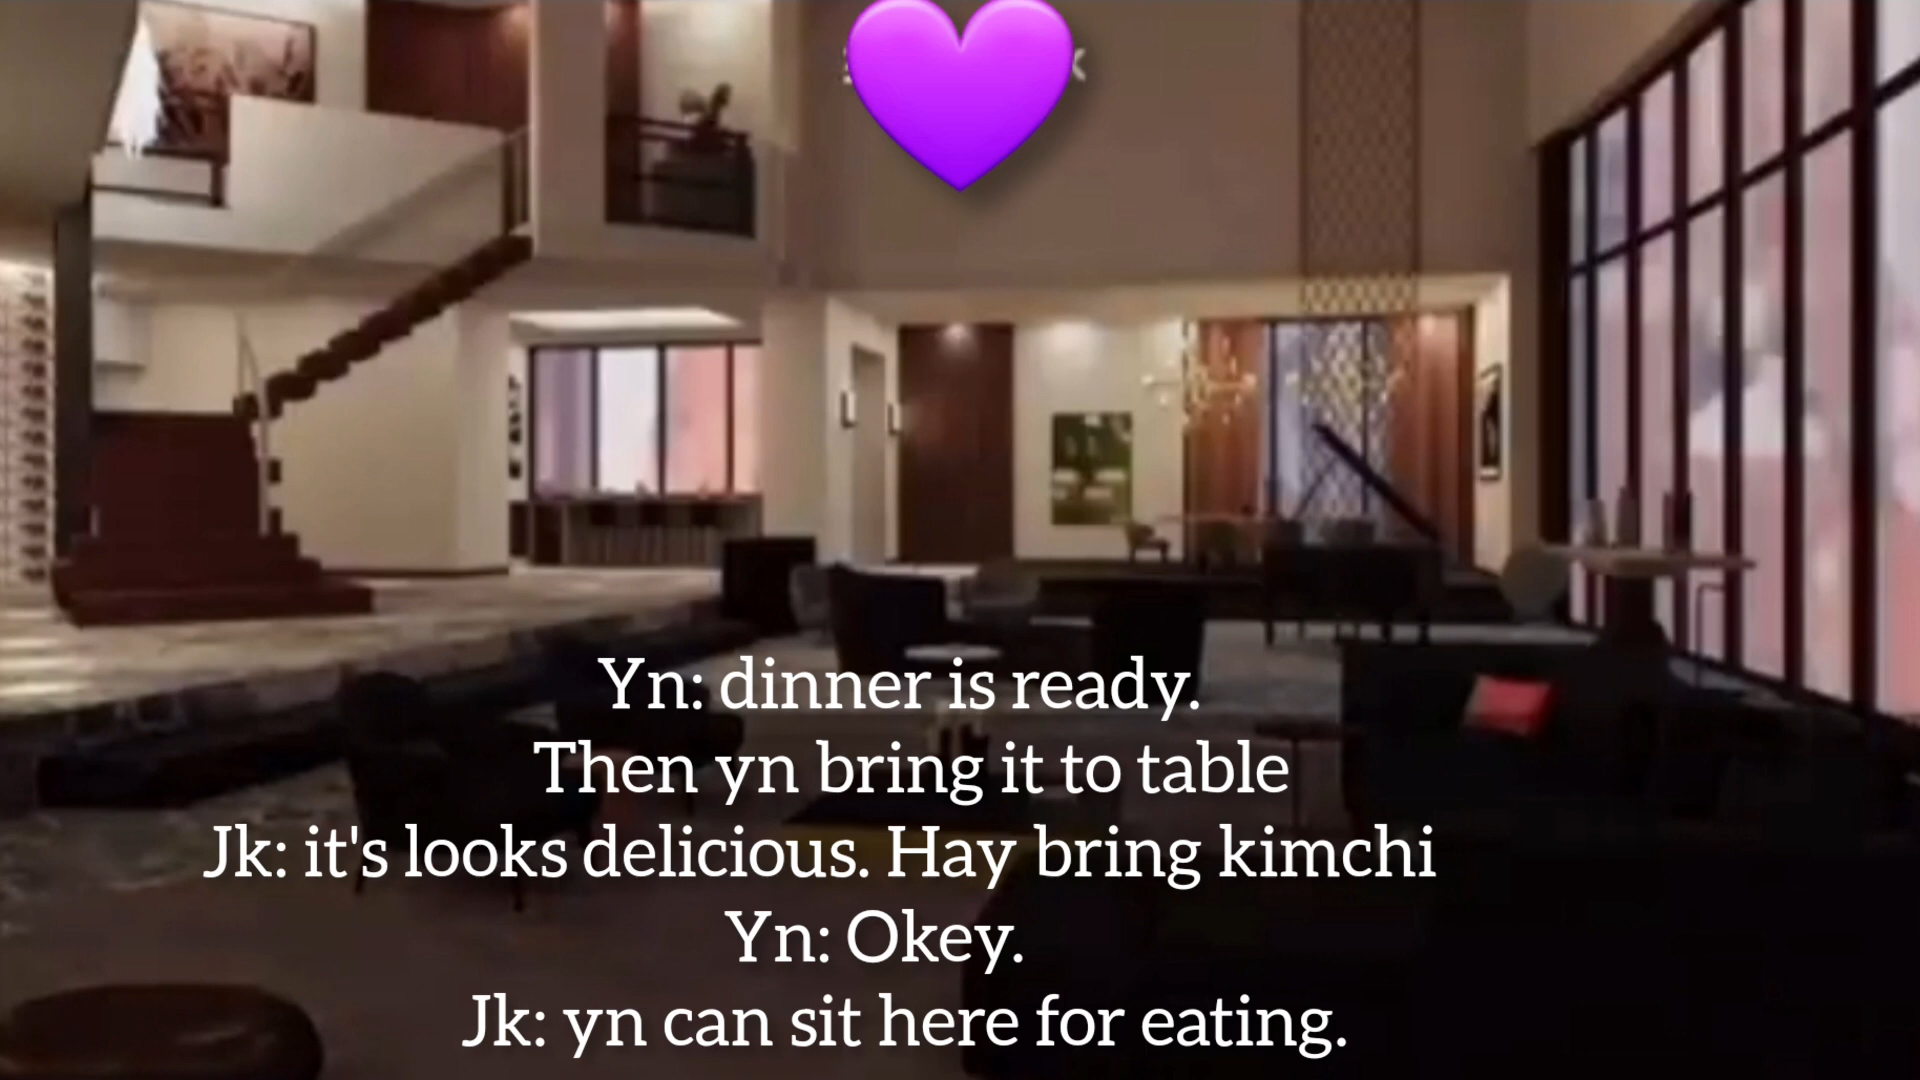 Yn: dinner is ready.
Then yn bring it to table
Jk: it's looks delicious. Hay bring kimchi
Yn: Okey.
Jk: yn can sit here for eating.